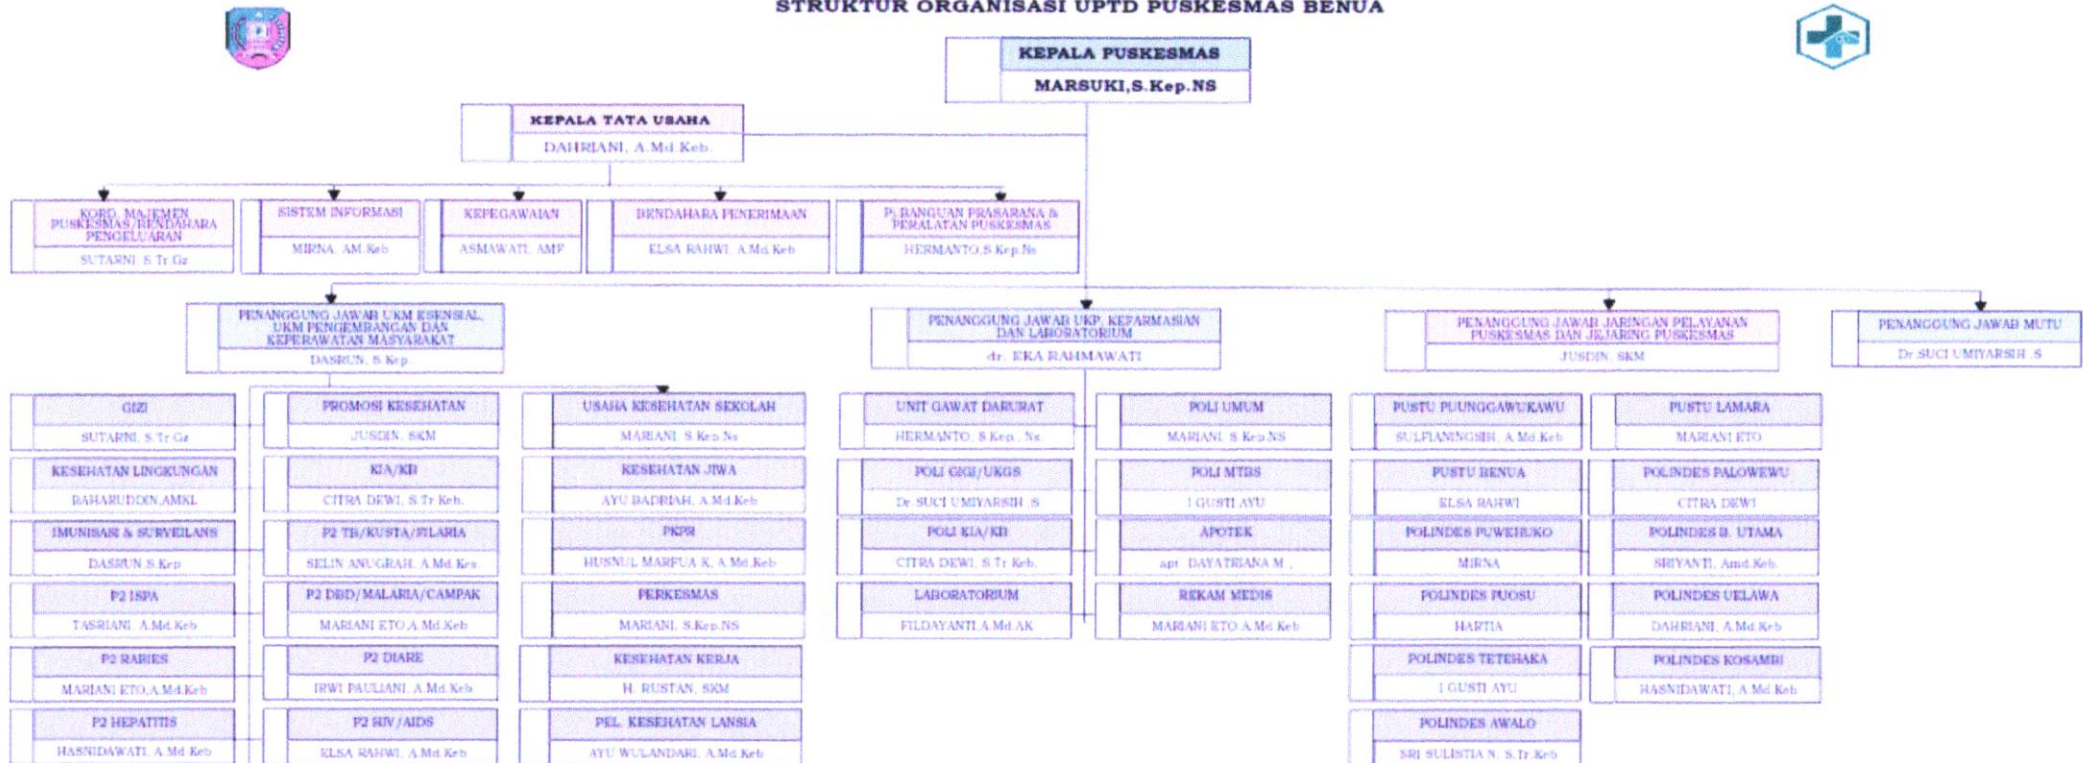 STRUKTUR ORGANISASI UPTD PUSKESMAS BENUA
KEPALA PUSKESMAS
MARSUKI,S.Kep.NS
KEPALA TATA USAHA
DAHRIANI, A.Md.Keb.
KORD. MAJEMEN
PUSKESMAS/BENDAHARA
PENGELUARAN
SUTARNI, S.Tr.Gz
SISTEM INFORMASI
MIRNA, AM.Keb
KEPEGAWAIAN
ASMAWATI, AMF
BENDAHARA PENERIMAAN
ELSA RAHWI, A.Md.Keb
Pj.BANGUAN PRASARANA &
PERALATAN PUSKESMAS
HERMANTO,S.Kep.Ns
PENANGGUNG JAWAB UKM ESENSIAL,
UKM PENGEMBANGAN DAN
KEPERAWATAN MASYARAKAT
DASRUN, S.Kep.
PENANGGUNG JAWAB UKP, KEFARMASIAN
DAN LABORATORIUM
dr. EKA RAHMAWATI
PENANGGUNG JAWAB JARINGAN PELAYANAN
PUSKESMAS DAN JEJARING PUSKESMAS
JUSDIN, SKM
PENANGGUNG JAWAB MUTU
Dr.SUCI UMIYARSIH .S
GIZI
SUTARNI, S.Tr.Gz
KESEHATAN LINGKUNGAN
BAHARUDDIN,AMKL
IMUNISASI & SURVEILANS
DASRUN.S.Kep
P2 ISPA
TASRIANI, A.Md.Keb
P2 RABIES
MARIANI ETO,A.Md.Keb
P2 HEPATITIS
HASNIDAWATI, A.Md.Keb
PROMOSI KESEHATAN
JUSDIN, SKM
KIA/KB
CITRA DEWI, S.Tr.Keb.
P2 TB/KUSTA/FILARIA
SELIN ANUGRAH, A.Md.Kes
P2 DBD/MALARIA/CAMPAK
MARIANI ETO,A.Md.Keb
P2 DIARE
IRWI PAULIANI, A.Md.Keb
P2 HIV/AIDS
ELSA RAHWI, A.Md.Keb
USAHA KESEHATAN SEKOLAH
MARIANI, S.Kep.Ns
KESEHATAN JIWA
AYU BADRIAH, A.Md.Keb
PKPR
HUSNUL MARFUA K, A.Md.Keb
PERKESMAS
MARIANI, S.Kep.NS
KESEHATAN KERJA
H. RUSTAN, SKM
PEL. KESEHATAN LANSIA
AYU WULANDARI, A.Md.Keb
UNIT GAWAT DARURAT
HERMANTO, S.Kep., Ns.
POLI GIGI/UKGS
Dr.SUCI UMIYARSIH .S
POLI KIA/KB
CITRA DEWI, S.Tr.Keb.
LABORATORIUM
FILDAYANTI,A.Md.AK
POLI UMUM
MARIANI, S.Kep.NS
POLI MTBS
I GUSTI AYU
APOTEK
apt. DAYATRIANA M ,
REKAM MEDIS
MARIANI ETO,A.Md.Keb
PUSTU PUUNGGAWUKAWU
SULFIANINGSIH, A.Md.Keb
PUSTU BENUA
ELSA RAHWI
POLINDES PUWEHUKO
MIRNA
POLINDES PUOSU
HARTIA
POLINDES TETEHAKA
I GUSTI AYU
POLINDES AWALO
SRI SULISTIA N, S.Tr.Keb
PUSTU LAMARA
MARIANI ETO
POLINDES PALOWEWU
CITRA DEWI
POLINDES B. UTAMA
SRIYANTI, Amd.Keb.
POLINDES UELAWA
DAHRIANI, A.Md.Keb
POLINDES KOSAMBI
HASNIDAWATI, A.Md.Keb